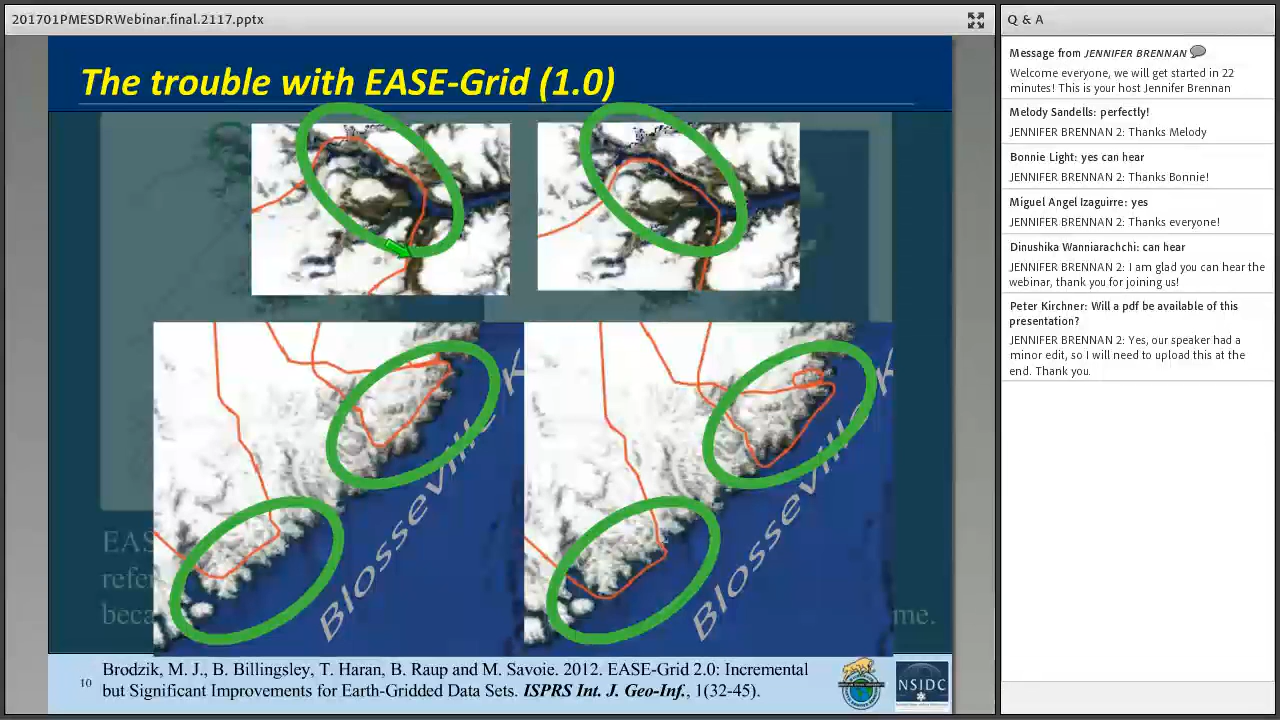 201701PMESDRWebinar.final.2117.pptx
The trouble with EASE-Grid (1.0)
Blosseville K
Blosseville K
EAS
refer
beca
me.
10
Brodzik, M. J., B. Billingsley, T. Haran, B. Raup and M. Savoie. 2012. EASE-Grid 2.0: Incremental
but Significant Improvements for Earth-Gridded Data Sets. ISPRS Int. J. Geo-Inf., 1(32-45).
NSIDC
Q & A
Message from JENNIFER BRENNAN
Welcome everyone, we will get started in 22
minutes! This is your host Jennifer Brennan
Melody Sandells: perfectly!
JENNIFER BRENNAN 2: Thanks Melody
Bonnie Light: yes can hear
JENNIFER BRENNAN 2: Thanks Bonnie!
Miguel Angel Izaguirre: yes
JENNIFER BRENNAN 2: Thanks everyone!
Dinushika Wanniarachchi: can hear
JENNIFER BRENNAN 2: I am glad you can hear the
webinar, thank you for joining us!
Peter Kirchner: Will a pdf be available of this
presentation?
JENNIFER BRENNAN 2: Yes, our speaker had a
minor edit, so I will need to upload this at the
end. Thank you.